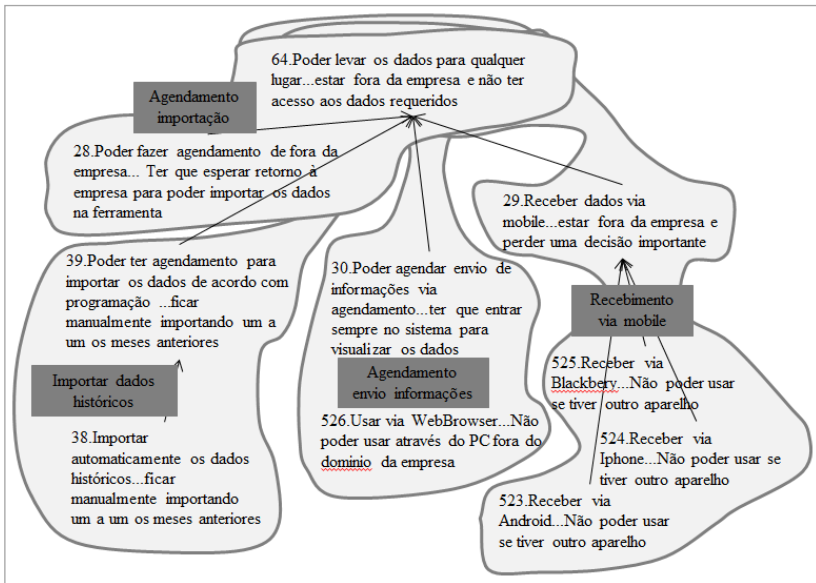 64.Poder levar os dados para qualquer
lugar...estar fora da empresa e não ter
acesso aos dados requeridos
Agendamento
importação
28.Poder fazer agendamento de fora da
empresa... Ter que esperar retorno à
empresa para poder importar os dados
na ferramenta
29.Receber dados via
mobile...estar fora da empresa e
perder uma decisão importante
39.Poder ter agendamento para
importar os dados de acordo com
programação ...ficar
manualmente importando um a
um os meses anteriores
30.Poder agendar envio de
informações via
agendamento...ter que entrar
sempre no sistema para
visualizar os dados
Recebimento
via mobile
Importar dados
históricos
Agendamento
envio informações
525.Receber via
Blackbery...Não poder usar
se tiver outro aparelho
526.Usar via WebBrowser...Não
poder usar através do PC fora do
dominio da empresa
38.Importar
automaticamente os dados
históricos...ficar
manualmente importando
um a um os meses anteriores
524.Receber via
Iphone...Não poder usar se
tiver outro aparelho
523.Receber via
Android...Não poder usar
se tiver outro aparelho